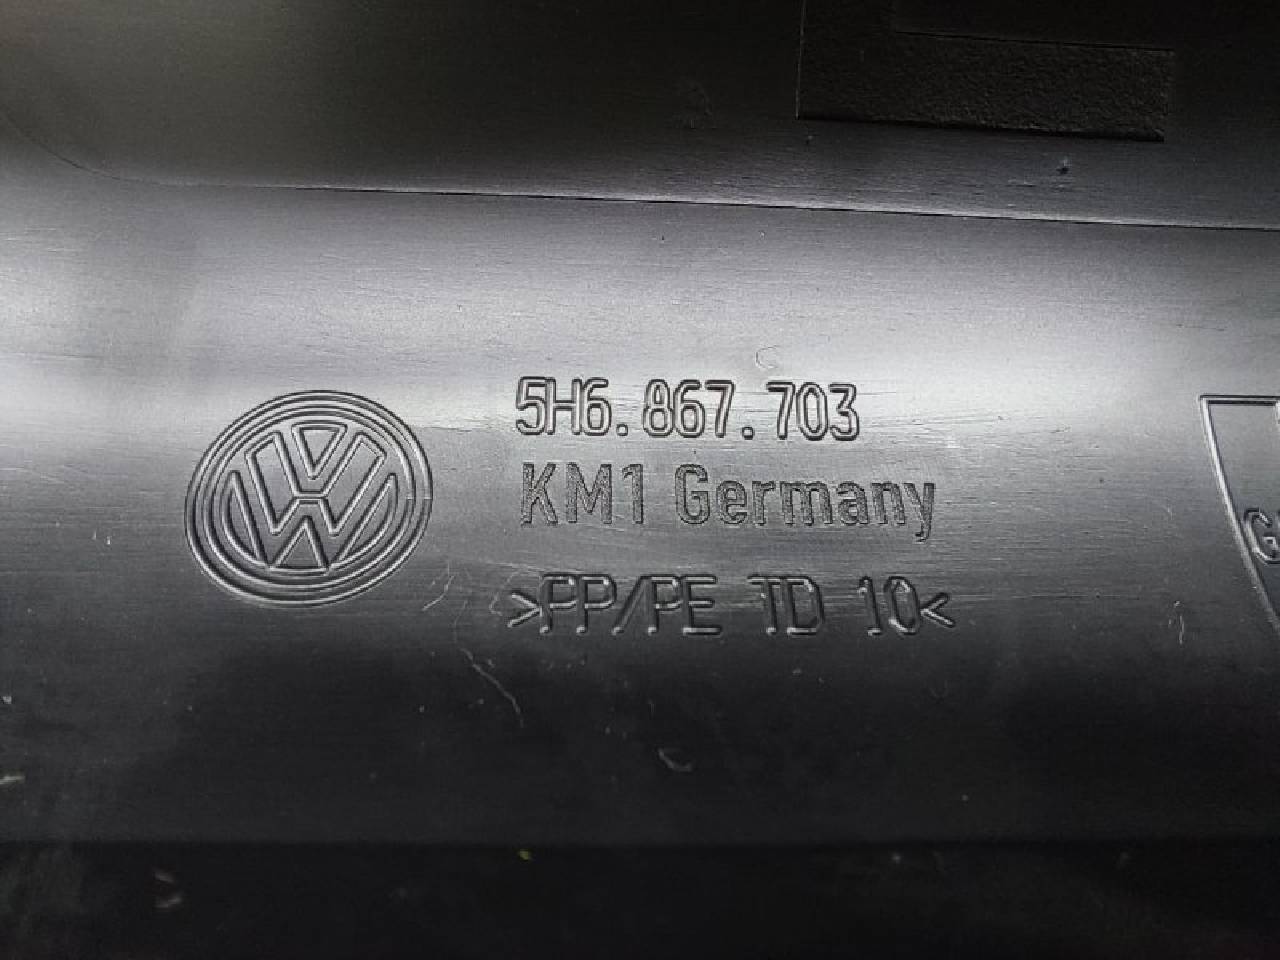 5H6.867.703
KM1 Germany
>PP/PE TD 10<
G